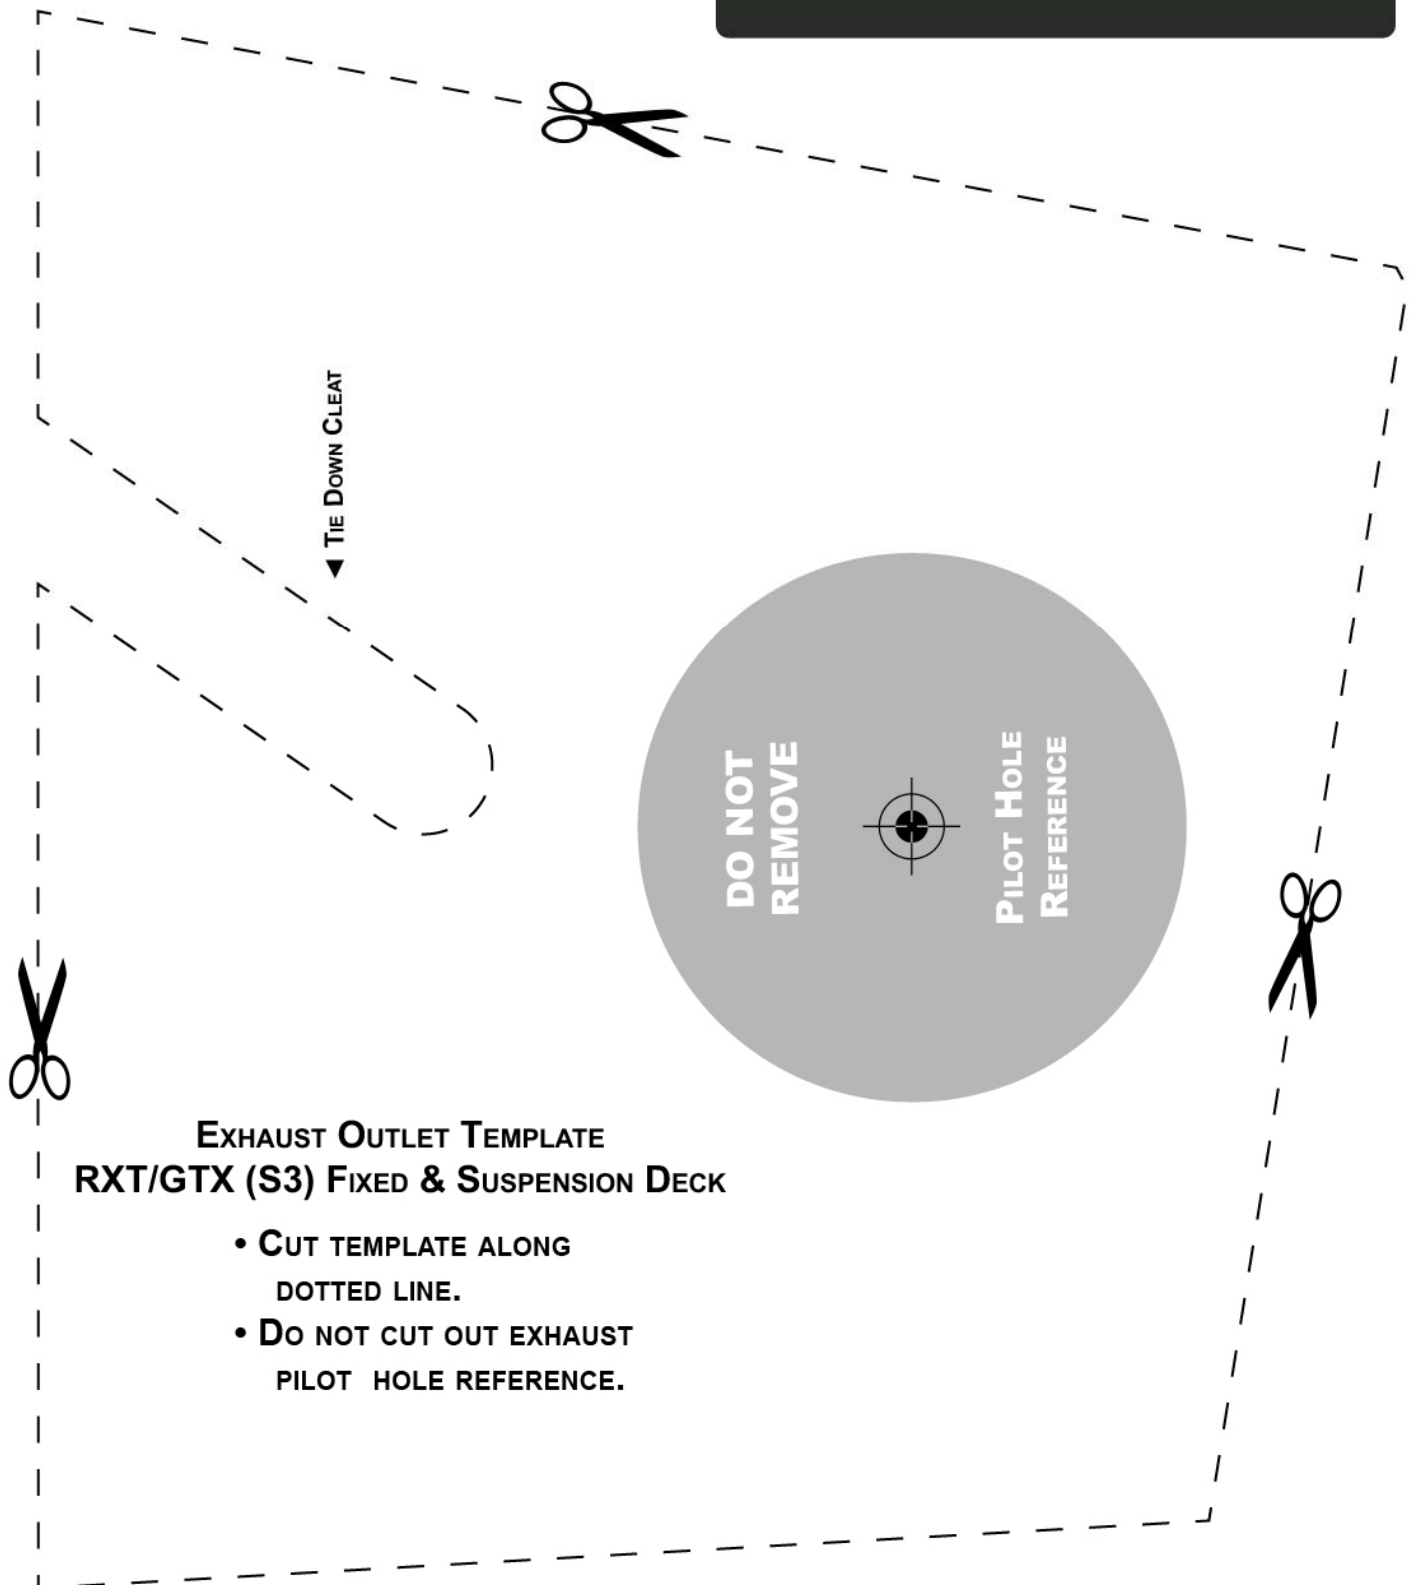 Tie Down Cleat
DO NOT
REMOVE
Pilot Hole
Reference
Exhaust Outlet Template
RXT/GTX (S3) Fixed & Suspension Deck
• Cut template along
dotted line.
• Do not cut out exhaust
pilot hole reference.